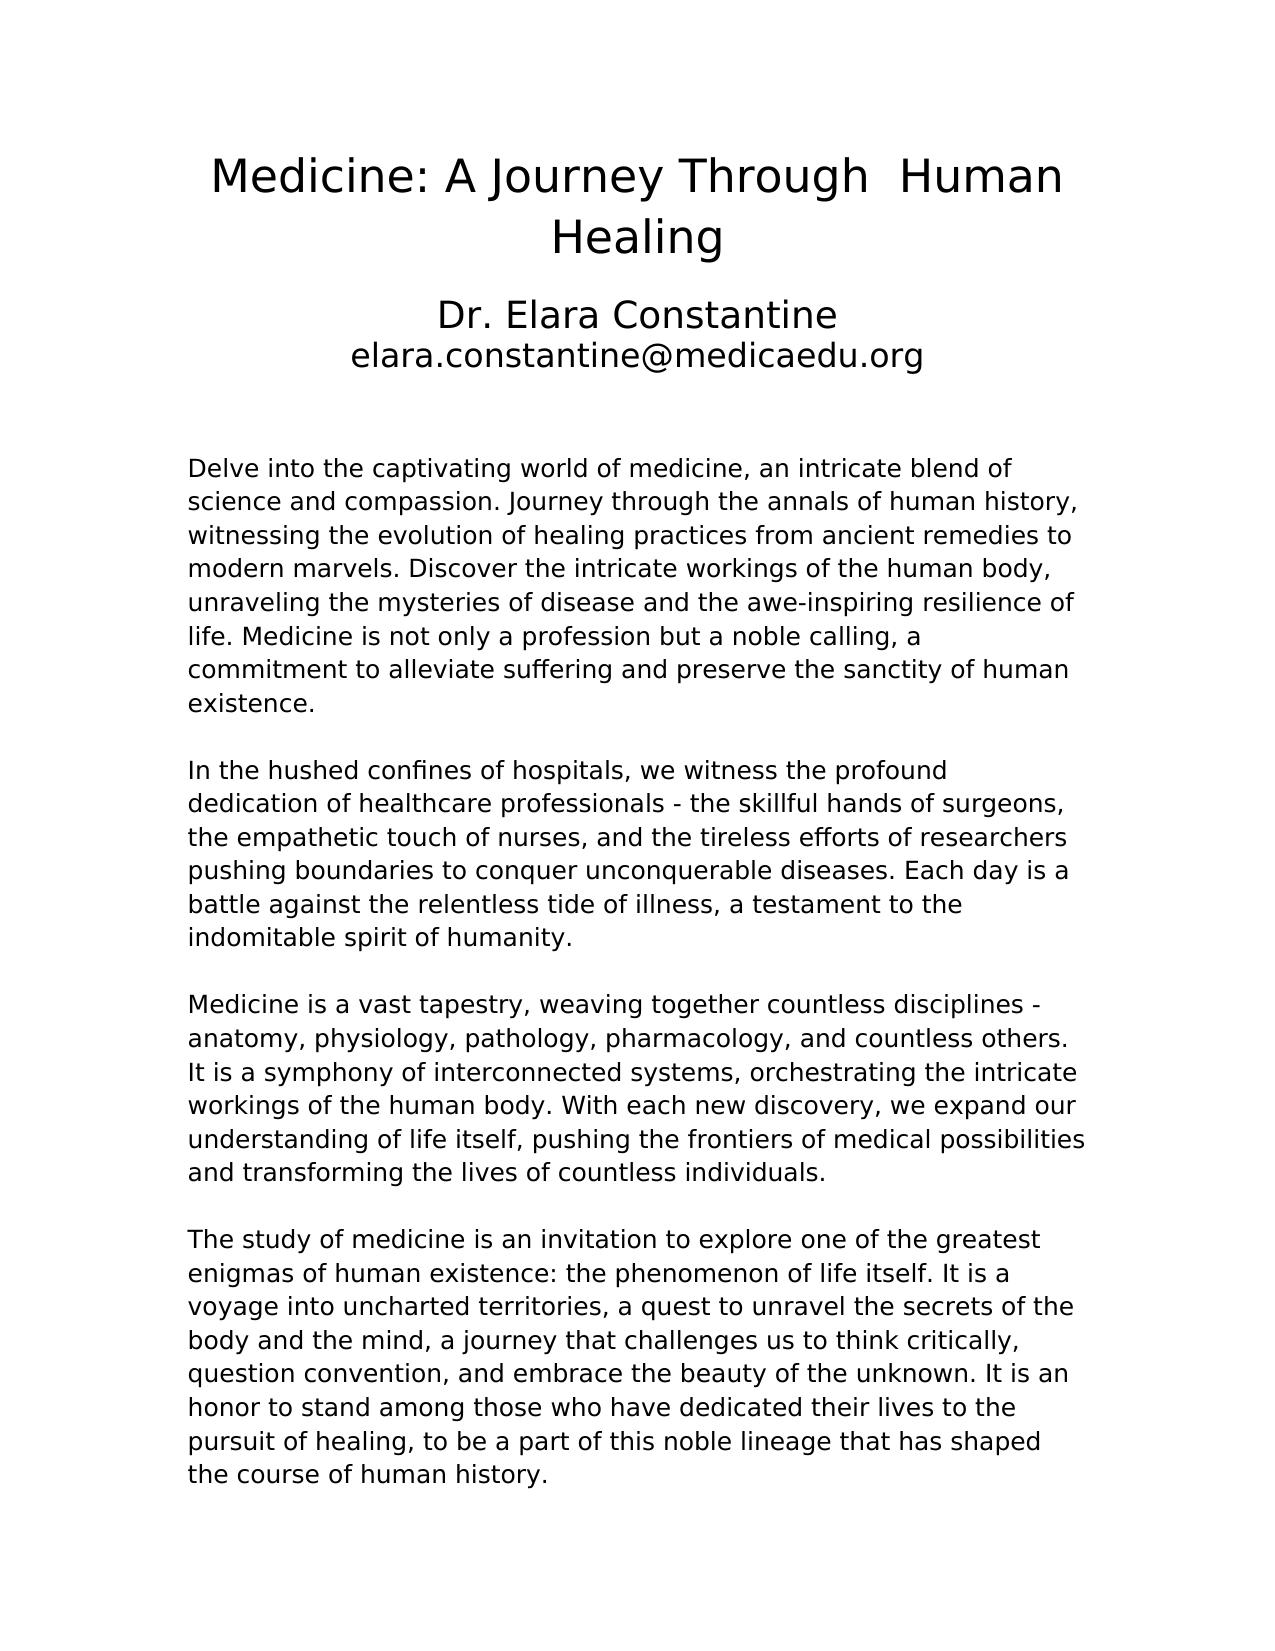 Medicine: A Journey Through  Human
Healing
Dr. Elara Constantine
elara.constantine@medicaedu.org
Delve into the captivating world of medicine, an intricate blend of
science and compassion. Journey through the annals of human history,
witnessing the evolution of healing practices from ancient remedies to
modern marvels. Discover the intricate workings of the human body,
unraveling the mysteries of disease and the awe-inspiring resilience of
life. Medicine is not only a profession but a noble calling, a
commitment to alleviate suffering and preserve the sanctity of human
existence.
In the hushed confines of hospitals, we witness the profound
dedication of healthcare professionals - the skillful hands of surgeons,
the empathetic touch of nurses, and the tireless efforts of researchers
pushing boundaries to conquer unconquerable diseases. Each day is a
battle against the relentless tide of illness, a testament to the
indomitable spirit of humanity.
Medicine is a vast tapestry, weaving together countless disciplines -
anatomy, physiology, pathology, pharmacology, and countless others.
It is a symphony of interconnected systems, orchestrating the intricate
workings of the human body. With each new discovery, we expand our
understanding of life itself, pushing the frontiers of medical possibilities
and transforming the lives of countless individuals.
The study of medicine is an invitation to explore one of the greatest
enigmas of human existence: the phenomenon of life itself. It is a
voyage into uncharted territories, a quest to unravel the secrets of the
body and the mind, a journey that challenges us to think critically,
question convention, and embrace the beauty of the unknown. It is an
honor to stand among those who have dedicated their lives to the
pursuit of healing, to be a part of this noble lineage that has shaped
the course of human history.